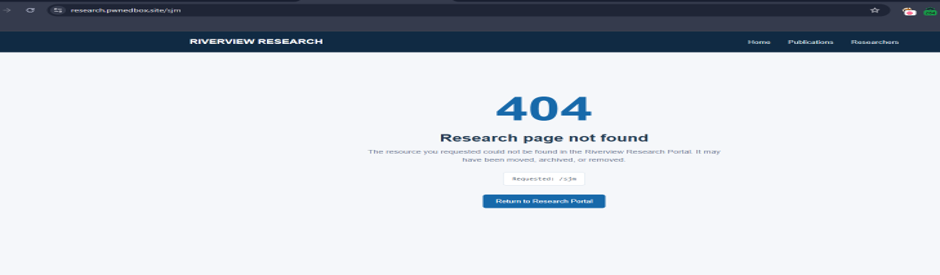 research.pwnedbox.site/sjm
RIVERVIEW RESEARCH
Home Publications Researchers
404
Research page not found
The resource you requested could not be found in the Riverview Research Portal. It may
have been moved, archived, or removed.
Requested: /sjm
Return to Research Portal